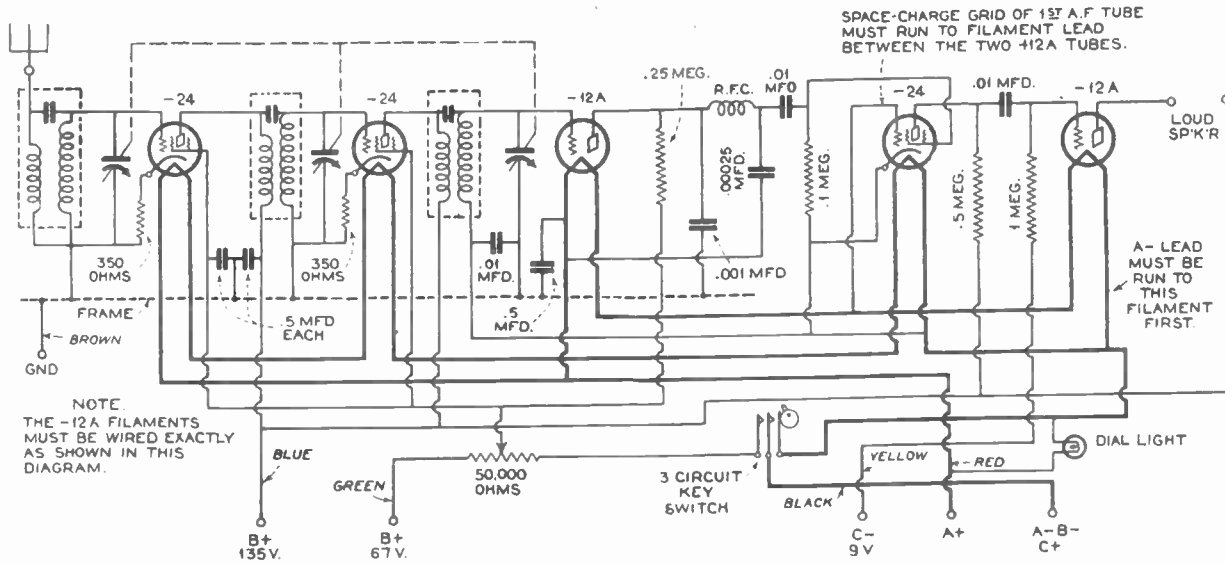 SPACE-CHARGE GRID OF 1ST A.F TUBE
MUST RUN TO FILAMENT LEAD
BETWEEN THE TWO -12A TUBES.
-24
-24
-12A
.25 MEG.
R.F.C.
.01
MFD
-24
.01 MFD.
-12A
LOUD
SP'K'R
.00025
MFD.
.1 MEG.
.5 MEG.
1 MEG.
350
OHMS
350
OHMS
.01
MFD.
.001 MFD
A- LEAD
MUST BE
RUN TO
THIS
FILAMENT
FIRST.
FRAME
.5 MFD
EACH
.5
MFD.
BROWN
GND
NOTE.
THE -12A FILAMENTS
MUST BE WIRED EXACTLY
AS SHOWN IN THIS
DIAGRAM.
BLUE
GREEN
50,000
OHMS
3 CIRCUIT
KEY
SWITCH
YELLOW
RED
BLACK
DIAL LIGHT
B+
135 V.
B+
67 V.
C-
9 V
A+
A-B-
C+